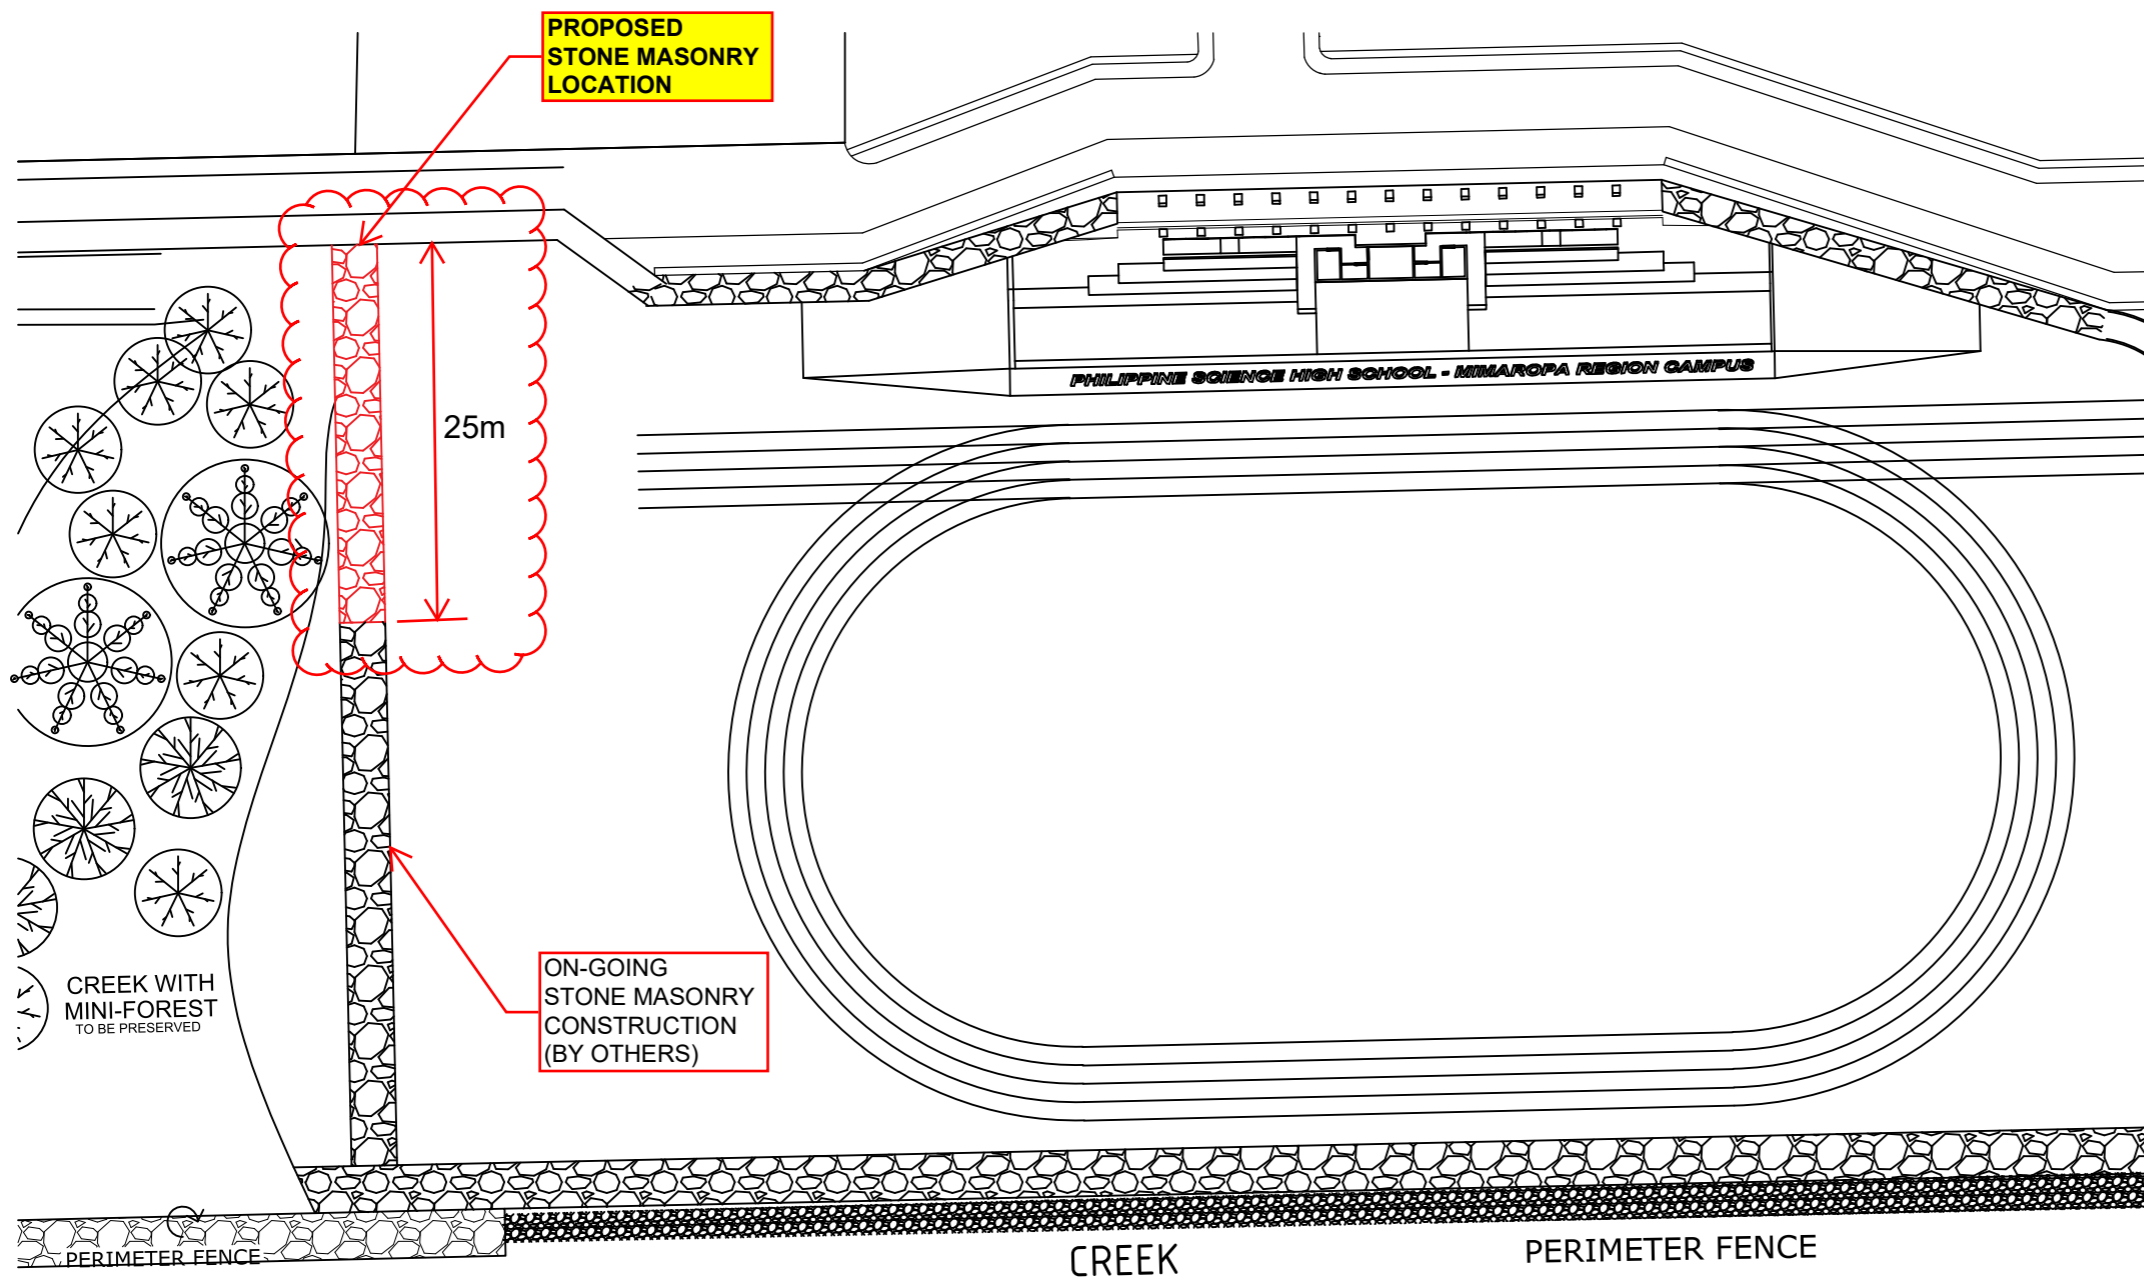 PROPOSED
STONE MASONRY
LOCATION
25m
PHILIPPINE SCIENCE HIGH SCHOOL - MIMAROPA REGION CAMPUS
ON-GOING
STONE MASONRY
CONSTRUCTION
(BY OTHERS)
CREEK WITH
MINI-FOREST
TO BE PRESERVED
PERIMETER FENCE
CREEK
PERIMETER FENCE